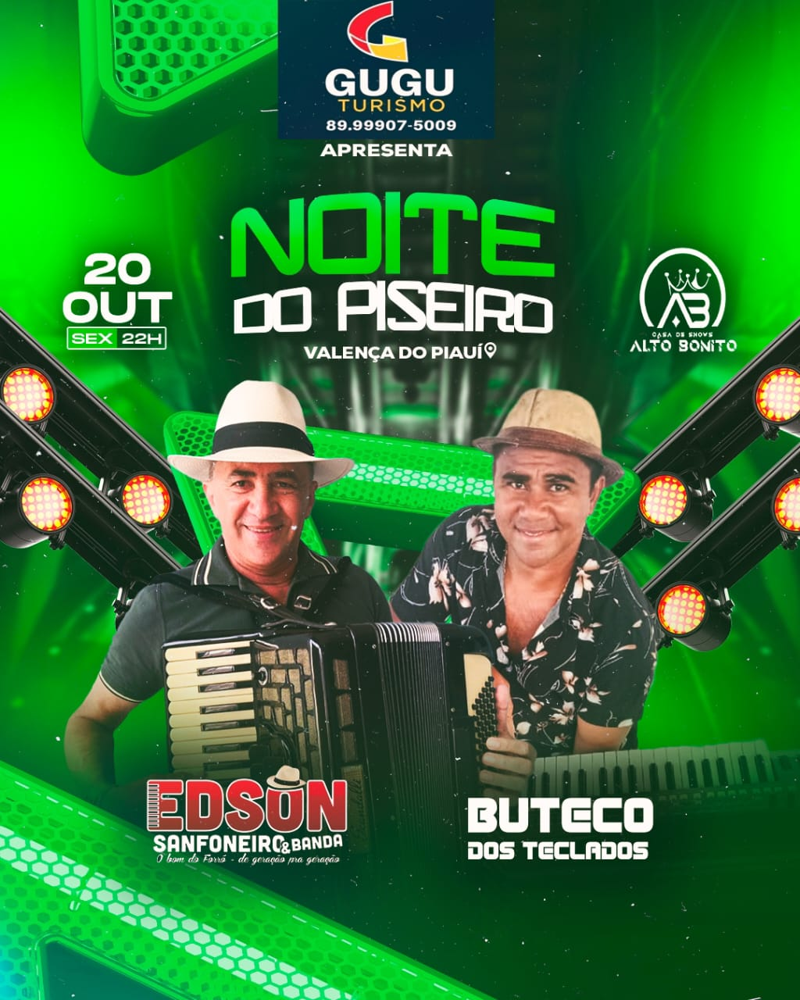 GUGU
TURISMO
89.99907-5009
APRESENTA
NOITE
DO PISEIRO
VALENÇA DO PIAUÍ
20
OUT
SEX 22H
AB
CASA DE SHOWS
ALTO BONITO
EDSON
SANFONEIRO & BANDA
O bom do Forró - de geração pra geração
BUTECO
DOS TECLADOS